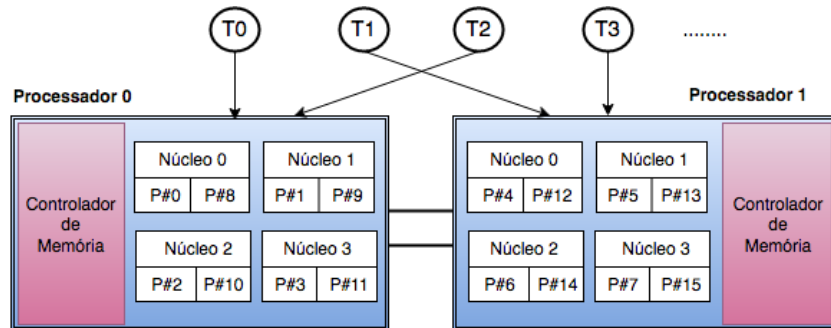 T0 T1 T2 T3 ........
Processador 0 Processador 1
Controlador
de
Memória
Núcleo 0 Núcleo 1
P#0 P#8 P#1 P#9
Núcleo 2 Núcleo 3
P#2 P#10 P#3 P#11
Núcleo 0 Núcleo 1
P#4 P#12 P#5 P#13
Núcleo 2 Núcleo 3
P#6 P#14 P#7 P#15
Controlador
de
Memória